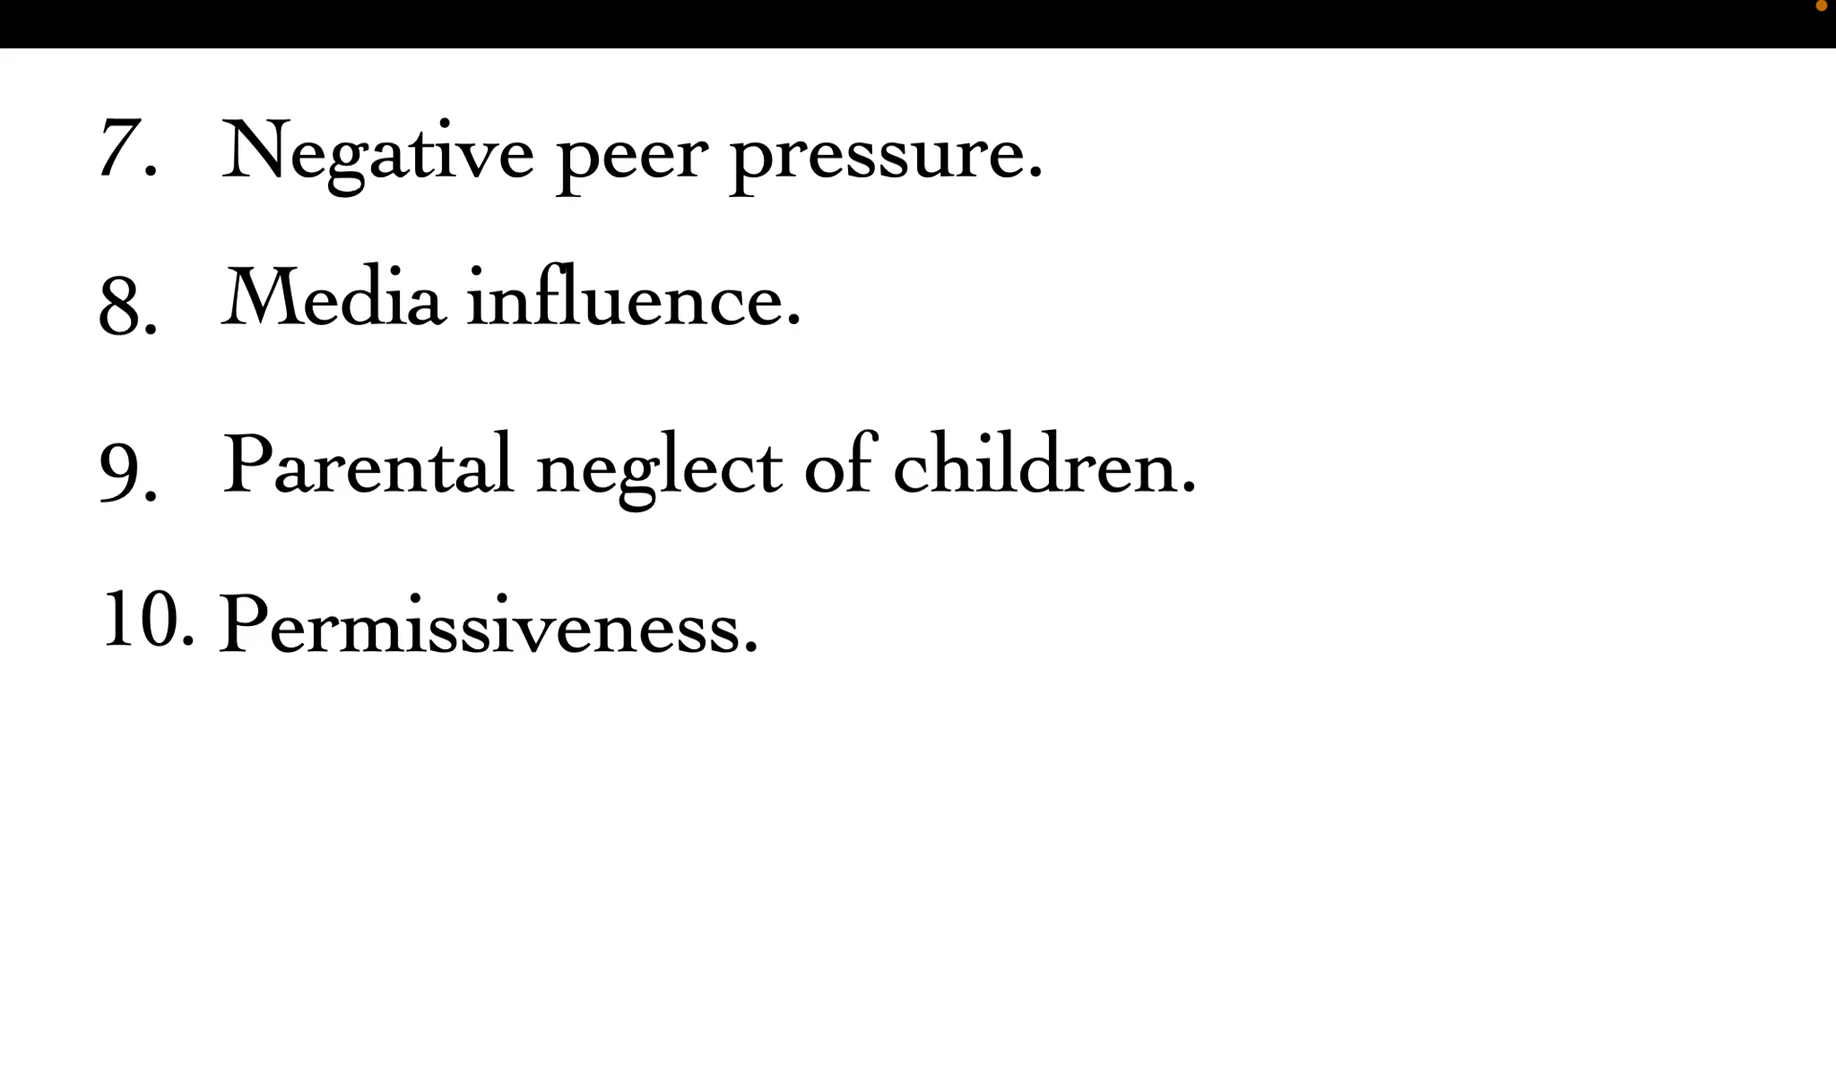 7. Negative peer pressure.
8. Media influence.
9. Parental neglect of children.
10. Permissiveness.